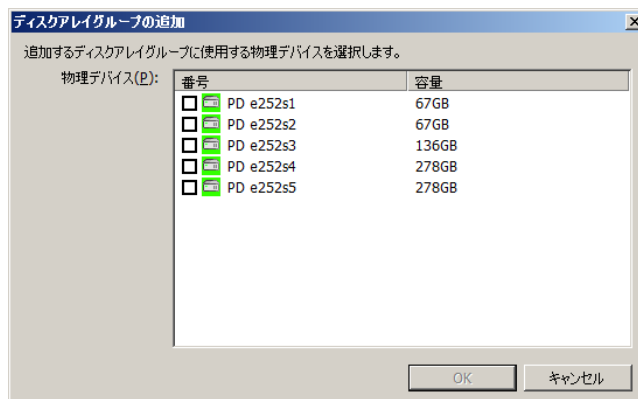 ディスクアレイグループの追加
追加するディスクアレイグループに使用する物理デバイスを選択します。
物理デバイス(P):
番号 容量
PD e252s1 67GB
PD e252s2 67GB
PD e252s3 136GB
PD e252s4 278GB
PD e252s5 278GB
OK キャンセル